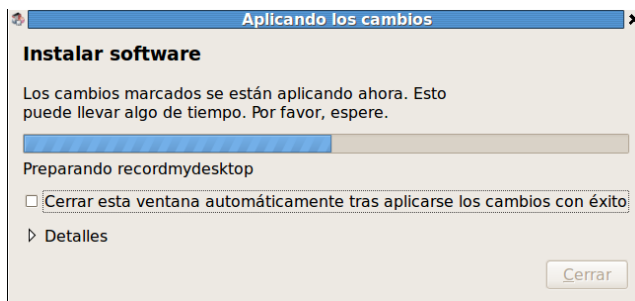 Aplicando los cambios
Instalar software
Los cambios marcados se están aplicando ahora. Esto
puede llevar algo de tiempo. Por favor, espere.
Preparando recordmydesktop
Cerrar esta ventana automáticamente tras aplicarse los cambios con éxito
Detalles
Cerrar